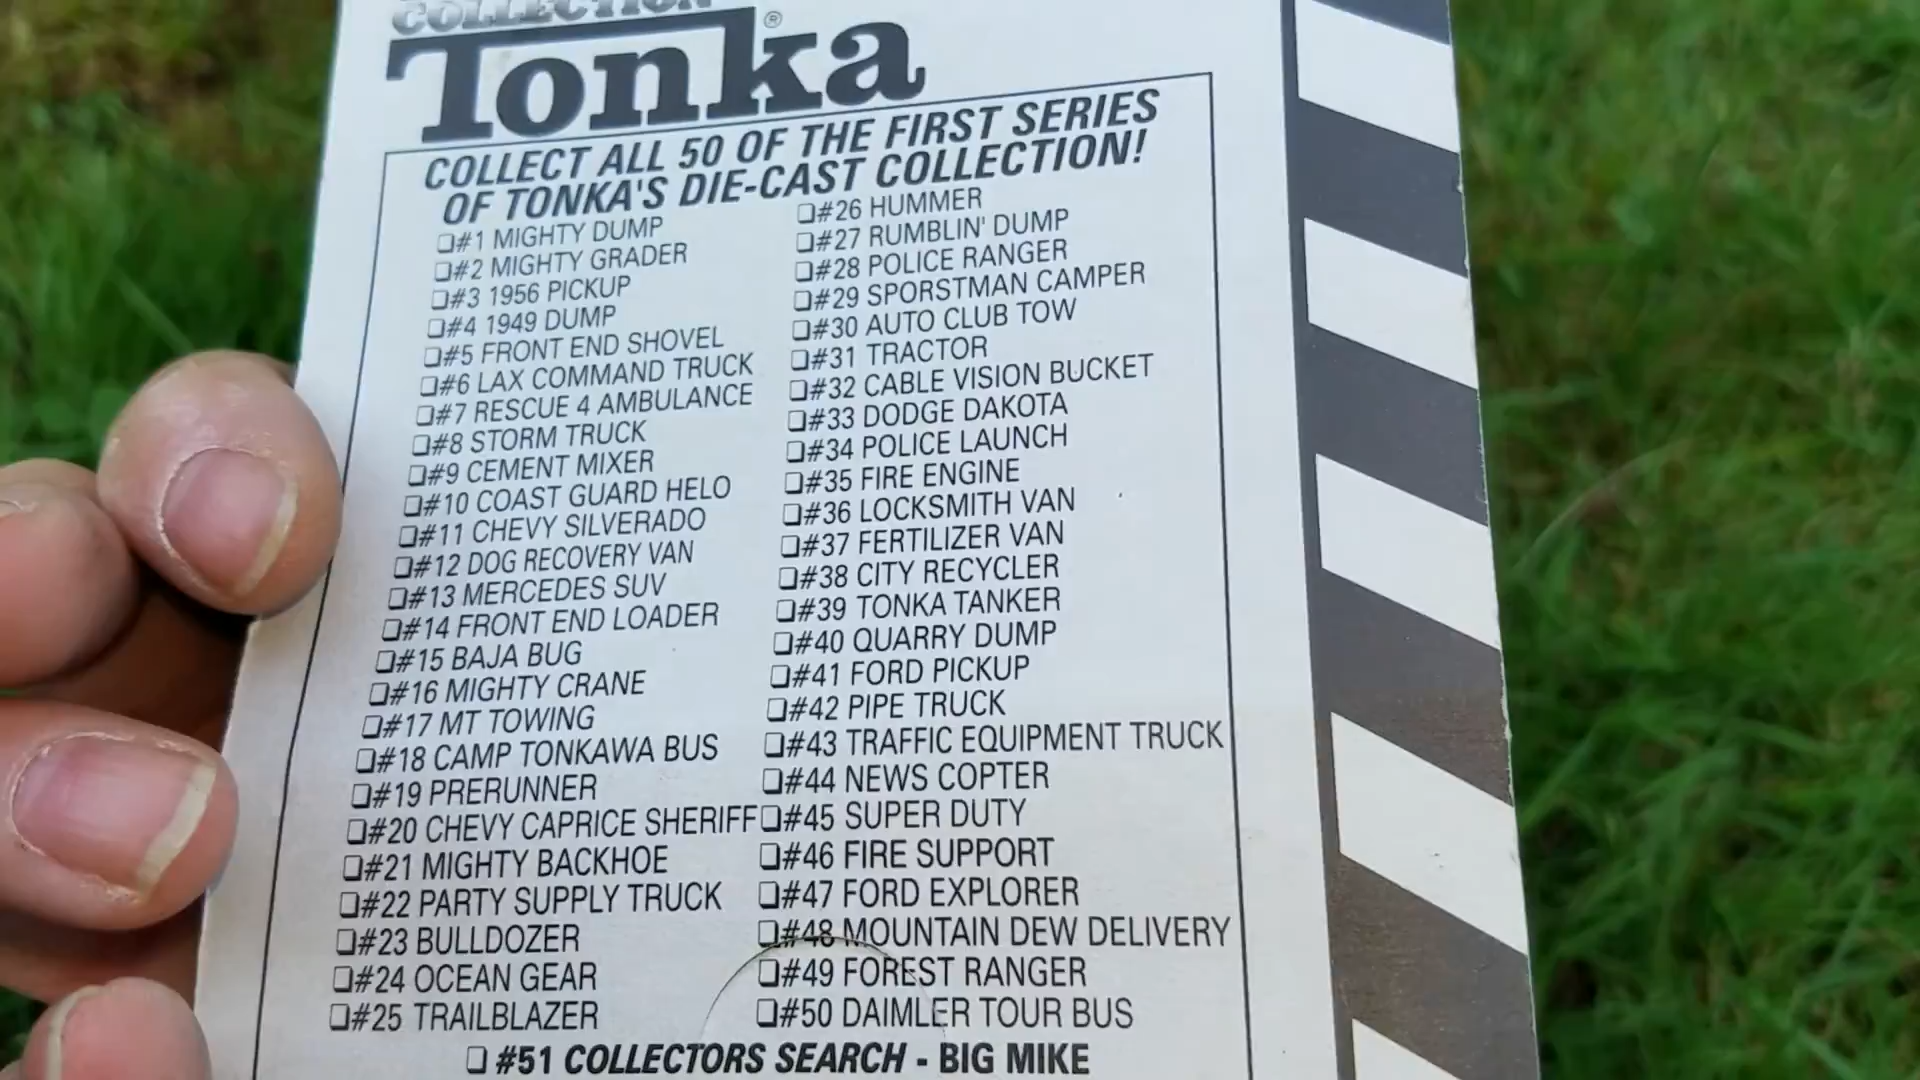 COLLECTION
Tonka®
COLLECT ALL 50 OF THE FIRST SERIES
OF TONKA'S DIE-CAST COLLECTION!
❏#1 MIGHTY DUMP
❏#2 MIGHTY GRADER
❏#3 1956 PICKUP
❏#4 1949 DUMP
❏#5 FRONT END SHOVEL
❏#6 LAX COMMAND TRUCK
❏#7 RESCUE 4 AMBULANCE
❏#8 STORM TRUCK
❏#9 CEMENT MIXER
❏#10 COAST GUARD HELO
❏#11 CHEVY SILVERADO
❏#12 DOG RECOVERY VAN
❏#13 MERCEDES SUV
❏#14 FRONT END LOADER
❏#15 BAJA BUG
❏#16 MIGHTY CRANE
❏#17 MT TOWING
❏#18 CAMP TONKAWA BUS
❏#19 PRERUNNER
❏#20 CHEVY CAPRICE SHERIFF
❏#21 MIGHTY BACKHOE
❏#22 PARTY SUPPLY TRUCK
❏#23 BULLDOZER
❏#24 OCEAN GEAR
❏#25 TRAILBLAZER
❏#26 HUMMER
❏#27 RUMBLIN' DUMP
❏#28 POLICE RANGER
❏#29 SPORSTMAN CAMPER
❏#30 AUTO CLUB TOW
❏#31 TRACTOR
❏#32 CABLE VISION BUCKET
❏#33 DODGE DAKOTA
❏#34 POLICE LAUNCH
❏#35 FIRE ENGINE
❏#36 LOCKSMITH VAN
❏#37 FERTILIZER VAN
❏#38 CITY RECYCLER
❏#39 TONKA TANKER
❏#40 QUARRY DUMP
❏#41 FORD PICKUP
❏#42 PIPE TRUCK
❏#43 TRAFFIC EQUIPMENT TRUCK
❏#44 NEWS COPTER
❏#45 SUPER DUTY
❏#46 FIRE SUPPORT
❏#47 FORD EXPLORER
❏#48 MOUNTAIN DEW DELIVERY
❏#49 FOREST RANGER
❏#50 DAIMLER TOUR BUS
❏ #51 COLLECTORS SEARCH - BIG MIKE